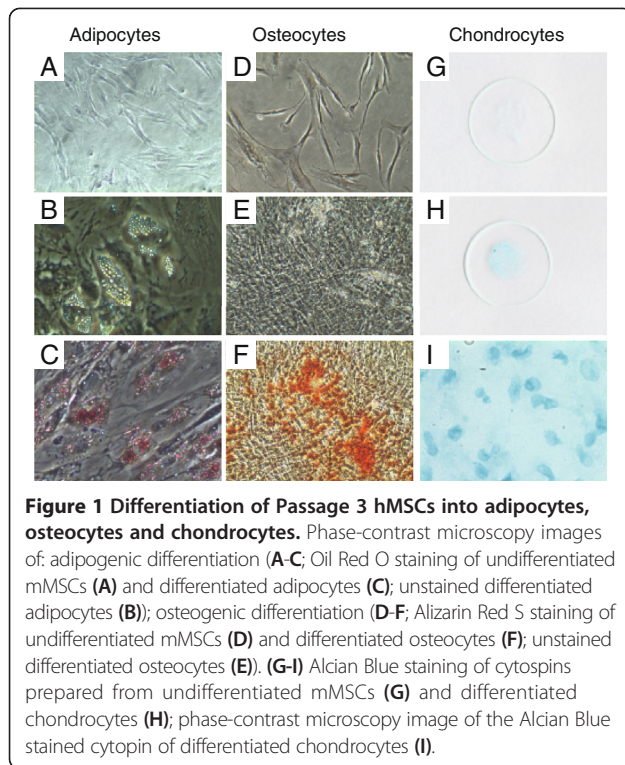 Adipocytes Osteocytes Chondrocytes
A D G
B E H
C F I
Figure 1 Differentiation of Passage 3 hMSCs into adipocytes,
osteocytes and chondrocytes. Phase-contrast microscopy images
of: adipogenic differentiation (A-C; Oil Red O staining of undifferentiated
mMSCs (A) and differentiated adipocytes (C); unstained differentiated
adipocytes (B)); osteogenic differentiation (D-F; Alizarin Red S staining of
undifferentiated mMSCs (D) and differentiated osteocytes (F); unstained
differentiated osteocytes (E)). (G-I) Alcian Blue staining of cytospins
prepared from undifferentiated mMSCs (G) and differentiated
chondrocytes (H); phase-contrast microscopy image of the Alcian Blue
stained cytopin of differentiated chondrocytes (I).